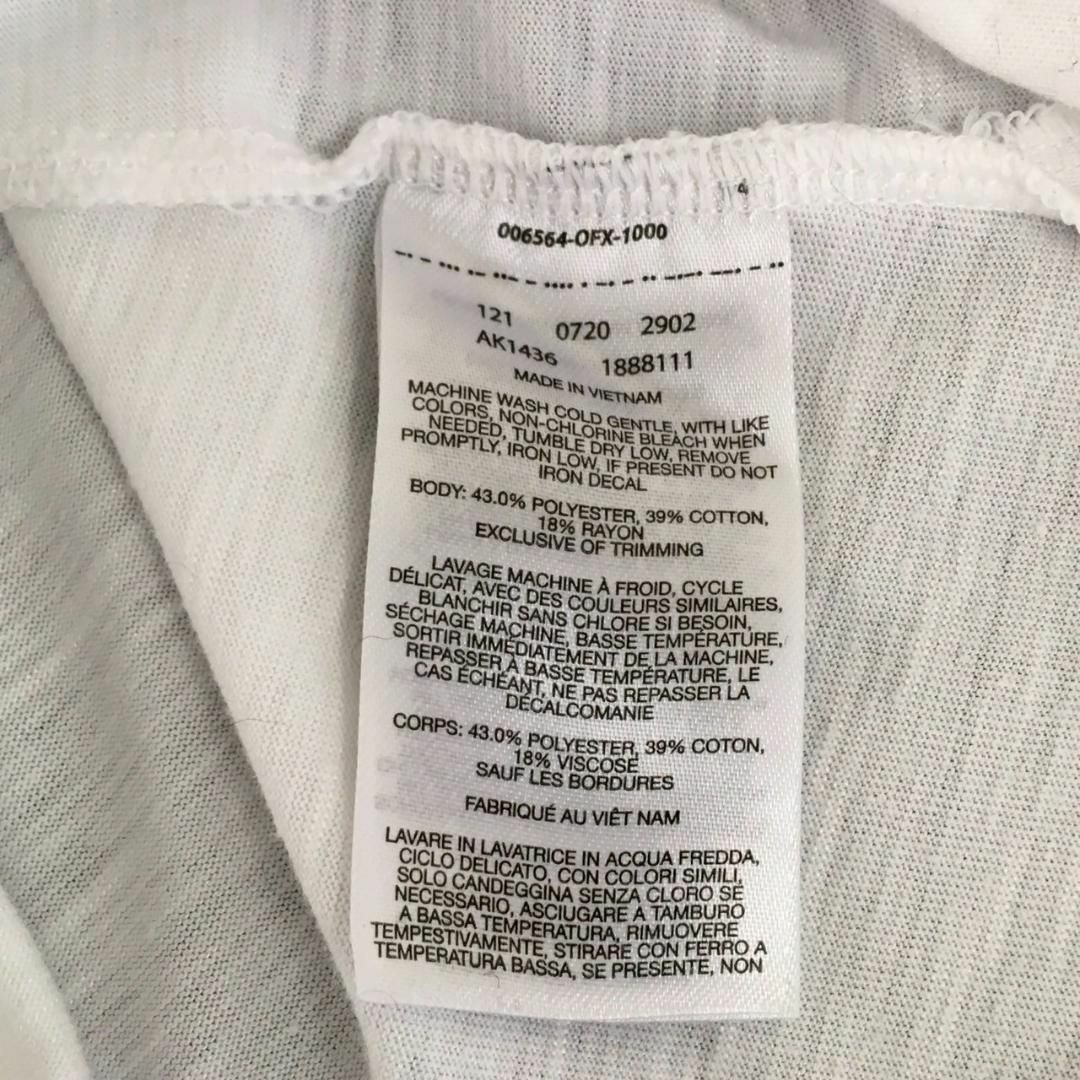 006564-OFX-1000
121 0720 2902
AK1436 1888111
MADE IN VIETNAM
MACHINE WASH COLD GENTLE, WITH LIKE
COLORS, NON-CHLORINE BLEACH WHEN
NEEDED, TUMBLE DRY LOW, REMOVE
PROMPTLY, IRON LOW, IF PRESENT DO NOT
IRON DECAL
BODY: 43.0% POLYESTER, 39% COTTON,
18% RAYON
EXCLUSIVE OF TRIMMING
LAVAGE MACHINE À FROID, CYCLE
DÉLICAT, AVEC DES COULEURS SIMILAIRES,
BLANCHIR SANS CHLORE SI BESOIN,
SÉCHAGE MACHINE, BASSE TEMPÉRATURE,
SORTIR IMMÉDIATEMENT DE LA MACHINE,
REPASSER À BASSE TEMPÉRATURE, LE
CAS ÉCHÉANT, NE PAS REPASSER LA
DÉCALCOMANIE
CORPS: 43.0% POLYESTER, 39% COTON,
18% VISCOSE
SAUF LES BORDURES
FABRIQUÉ AU VIÊT NAM
LAVARE IN LAVATRICE IN ACQUA FREDDA,
CICLO DELICATO, CON COLORI SIMILI,
SOLO CANDEGGINA SENZA CLORO SE
NECESSARIO, ASCIUGARE A TAMBURO
A BASSA TEMPERATURA, RIMUOVERE
TEMPESTIVAMENTE, STIRARE CON FERRO A
TEMPERATURA BASSA, SE PRESENTE, NON